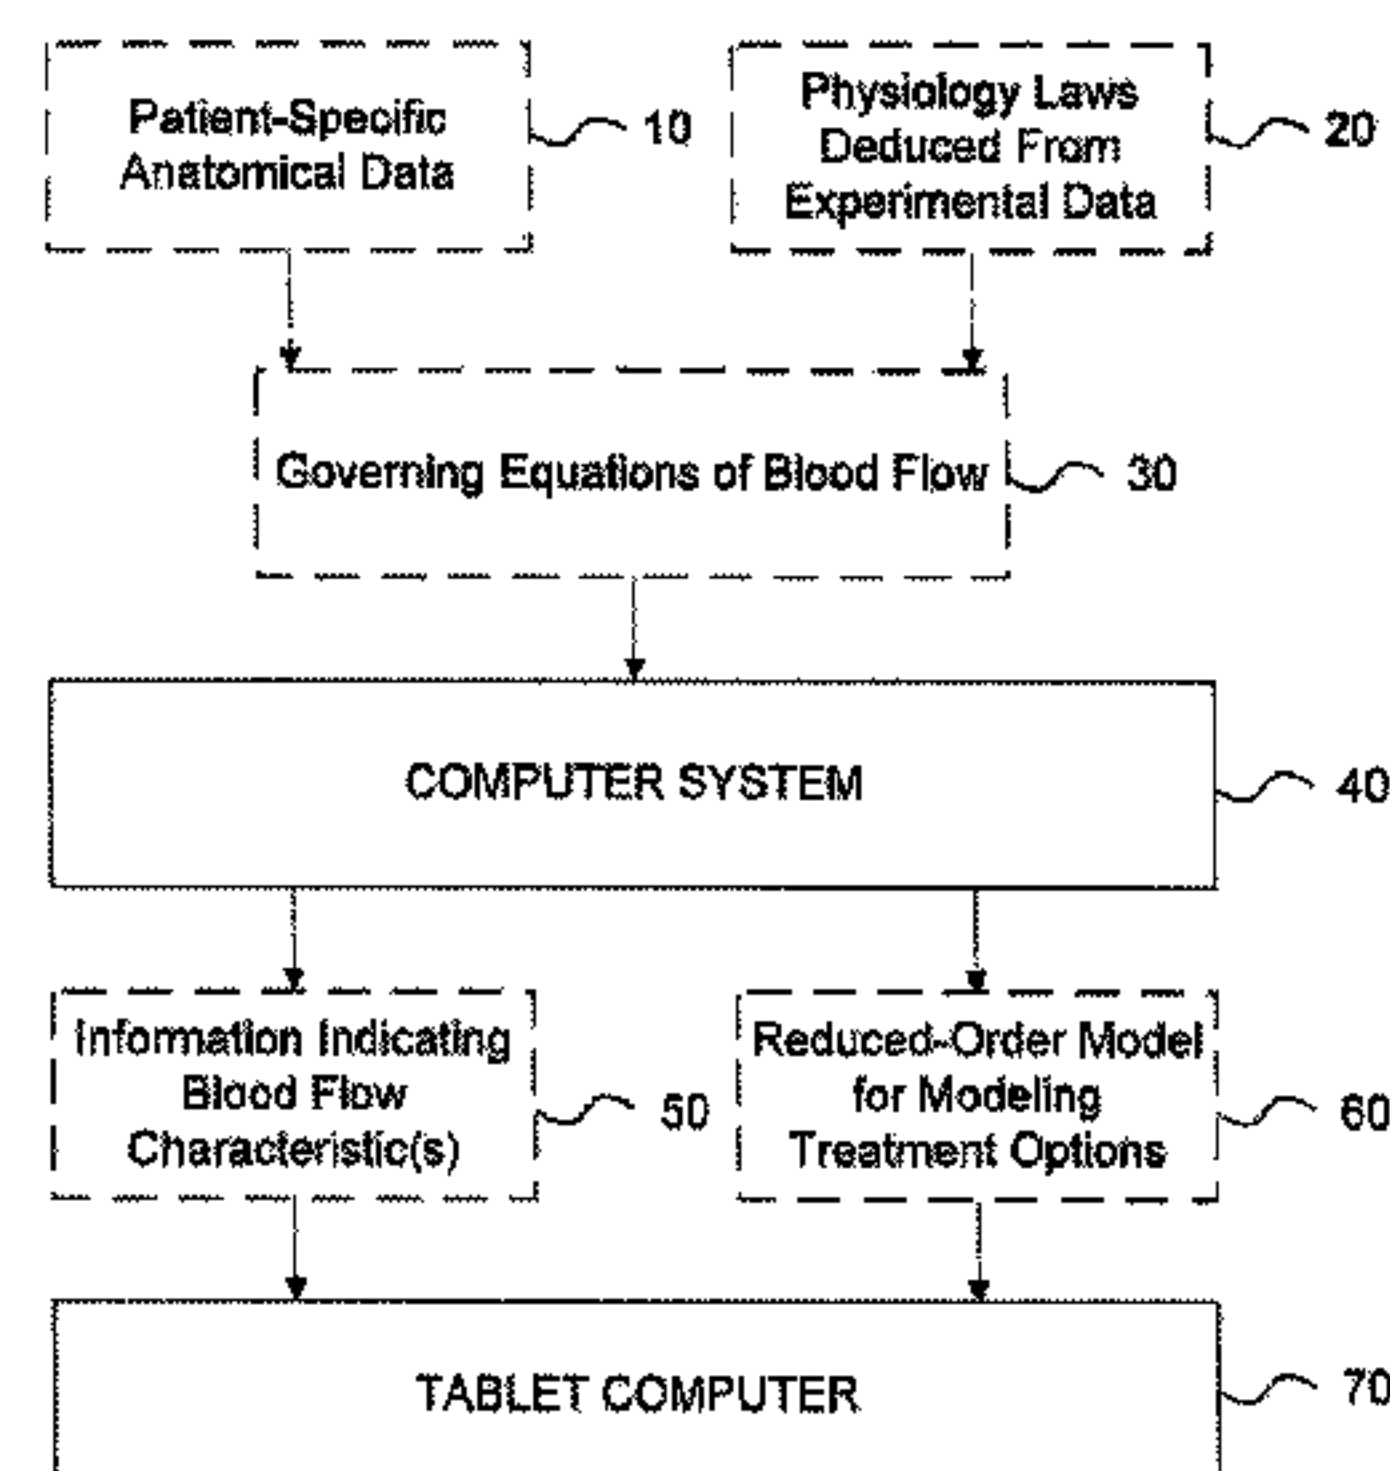 Patient-Specific
Anatomical Data
10
Physiology Laws
Deduced From
Experimental Data
20
Governing Equations of Blood Flow
30
COMPUTER SYSTEM
40
Information Indicating
Blood Flow
Characteristic(s)
50
Reduced-Order Model
for Modeling
Treatment Options
60
TABLET COMPUTER
70